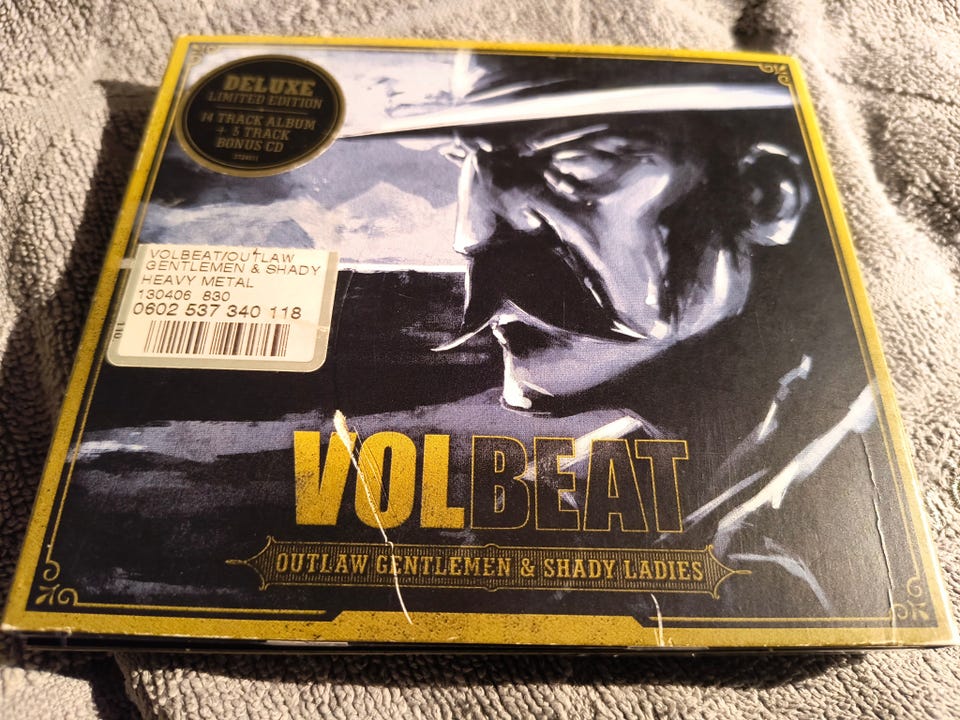 DELUXE
LIMITED EDITION
14 TRACK ALBUM
+ 5 TRACK
BONUS CD
VOLBEAT/OUTLAW
GENTLEMEN & SHADY
HEAVY METAL
130406 830
0602 537 340 118
110
VOLBEAT
OUTLAW GENTLEMEN & SHADY LADIES